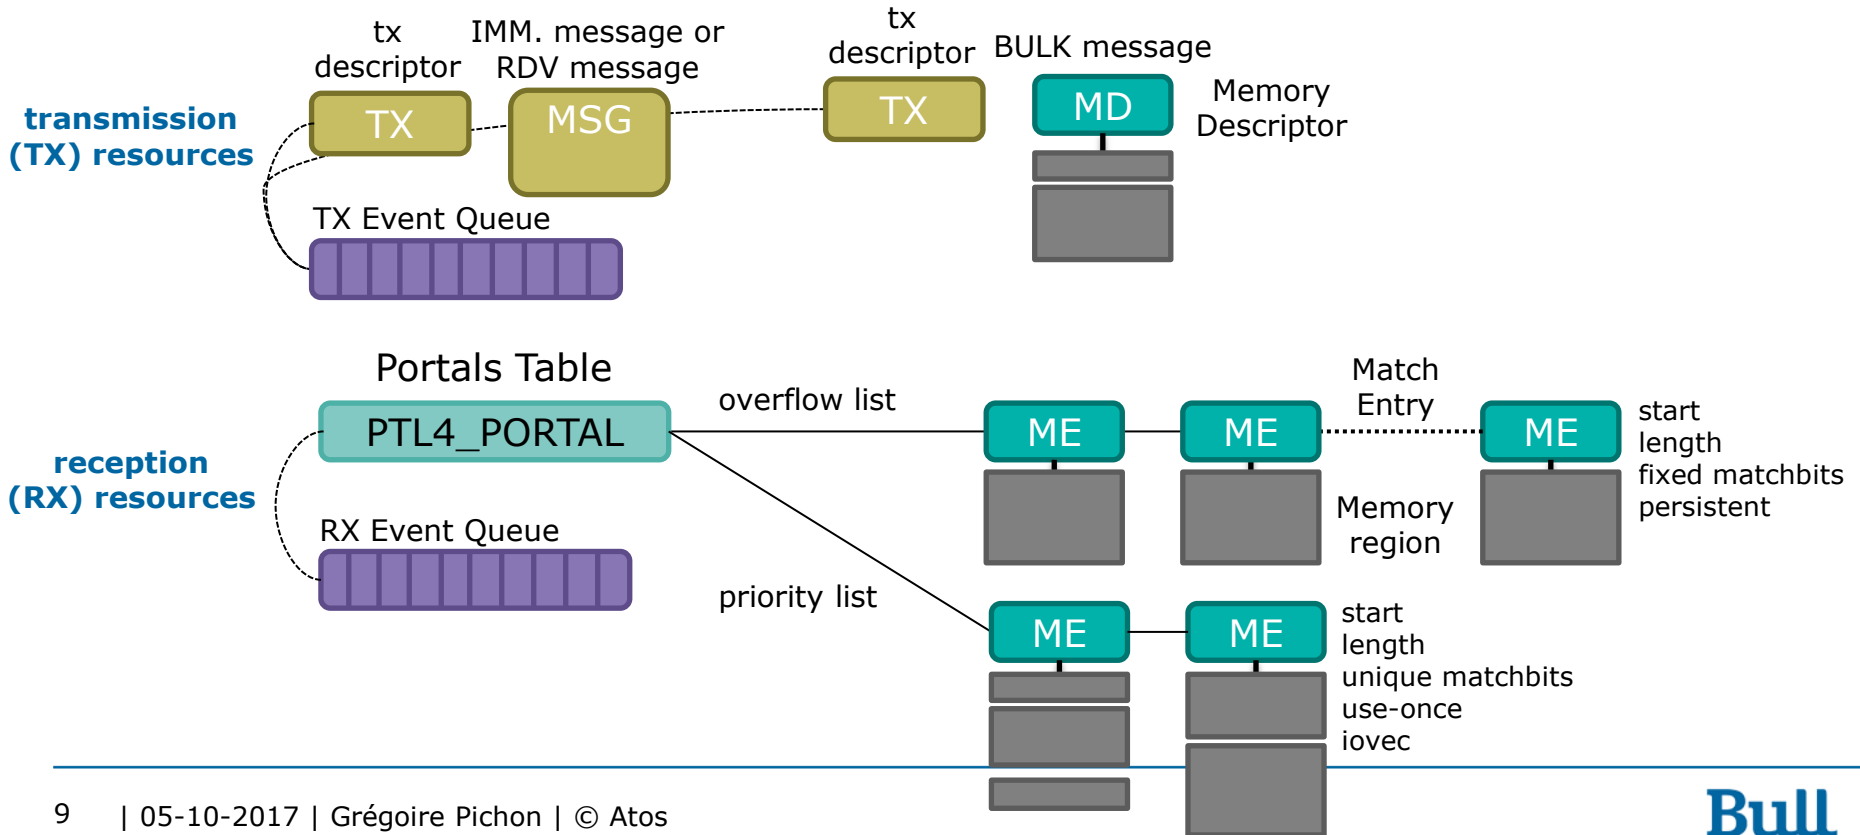 tx
descriptor
IMM. message or
RDV message
tx
descriptor
BULK message
transmission
(TX) resources
TX
MSG
TX
MD
Memory
Descriptor
TX Event Queue
Portals Table
PTL4_PORTAL
overflow list
ME
ME
Match
Entry
ME
start
length
fixed matchbits
persistent
reception
(RX) resources
Memory
region
RX Event Queue
priority list
ME
ME
start
length
unique matchbits
use-once
iovec
9 | 05-10-2017 | Grégoire Pichon | © Atos
Bull